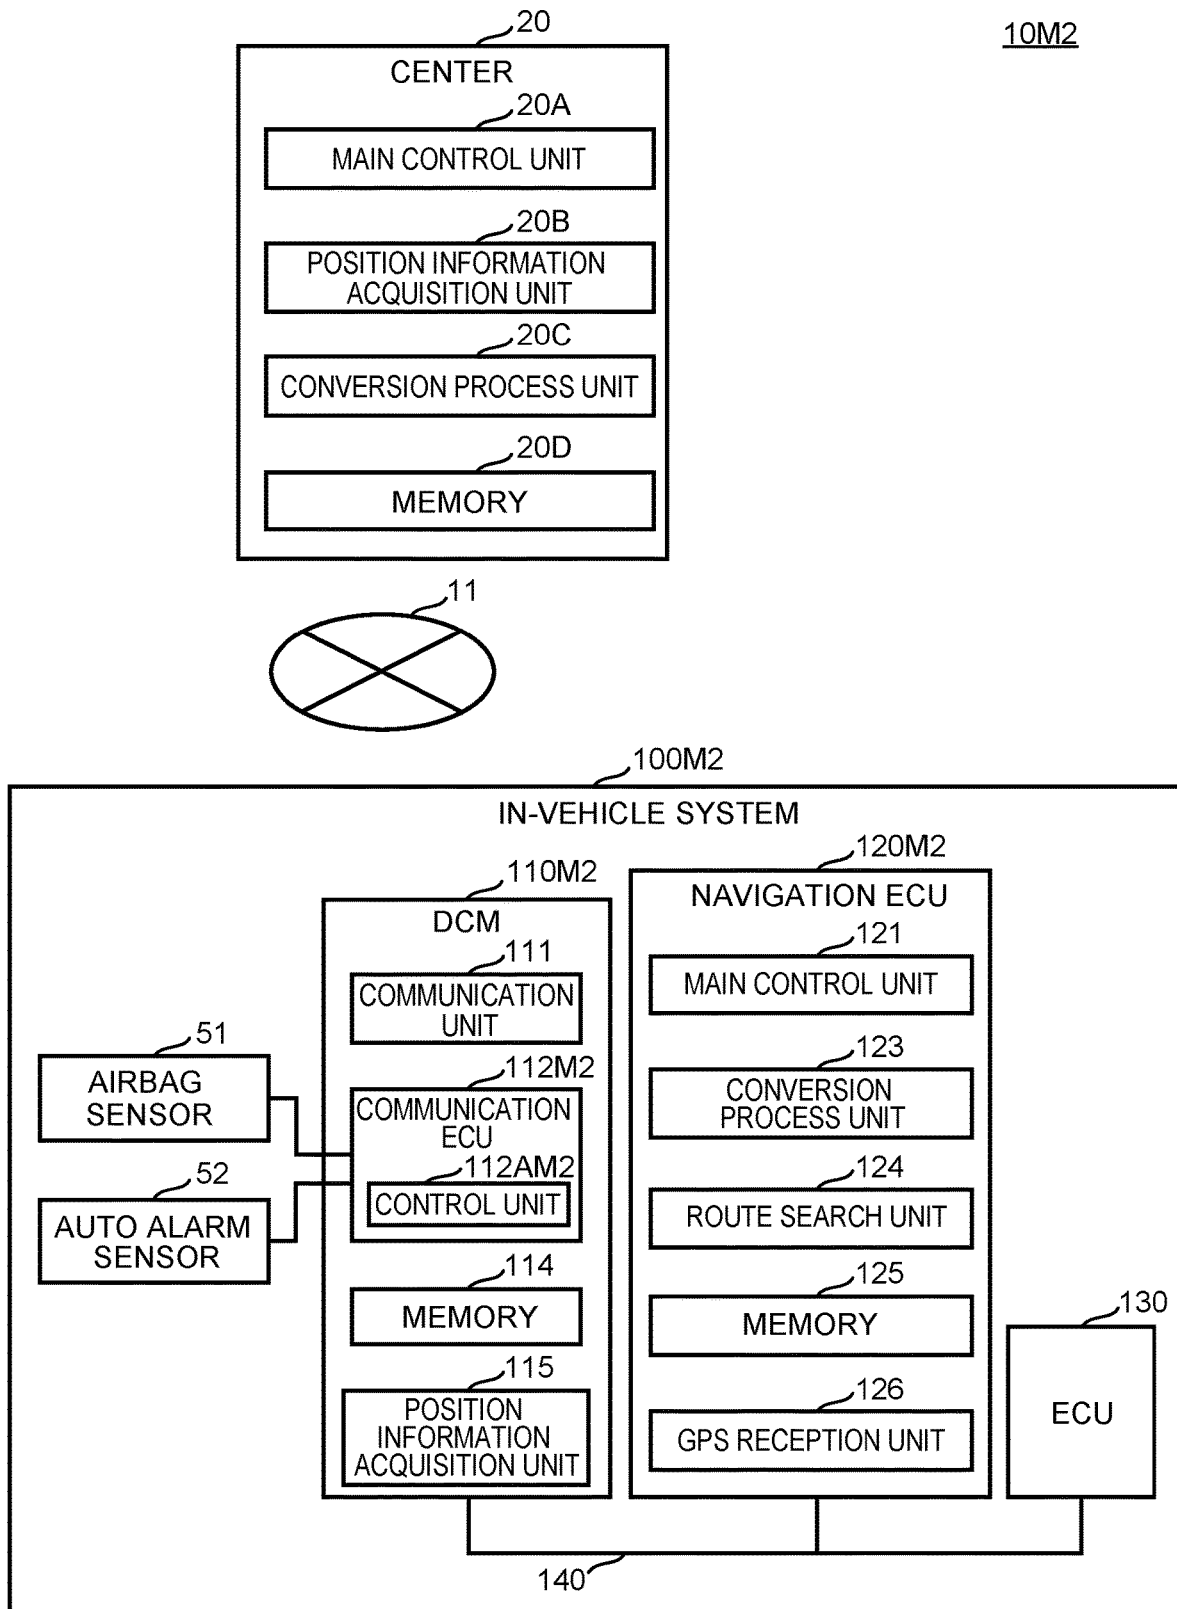 20
10M2
CENTER
20A
MAIN CONTROL UNIT
20B
POSITION INFORMATION
ACQUISITION UNIT
20C
CONVERSION PROCESS UNIT
20D
MEMORY
11
100M2
IN-VEHICLE SYSTEM
110M2
DCM
111
COMMUNICATION
UNIT
51
AIRBAG
SENSOR
112M2
COMMUNICATION
ECU
112AM2
CONTROL UNIT
52
AUTO ALARM
SENSOR
114
MEMORY
115
POSITION
INFORMATION
ACQUISITION UNIT
120M2
NAVIGATION ECU
121
MAIN CONTROL UNIT
123
CONVERSION
PROCESS UNIT
124
ROUTE SEARCH UNIT
125
MEMORY
126
GPS RECEPTION UNIT
130
ECU
140